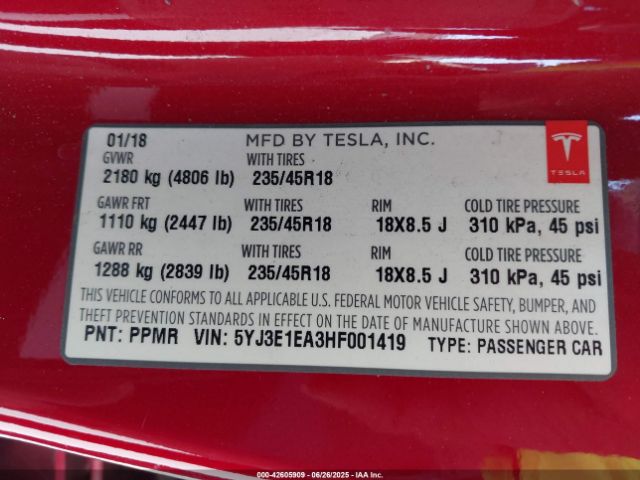 01/18 MFD BY TESLA, INC.
GVWR WITH TIRES
2180 kg (4806 lb) 235/45R18
TESLA
GAWR FRT WITH TIRES RIM COLD TIRE PRESSURE
1110 kg (2447 lb) 235/45R18 18X8.5 J 310 kPa, 45 psi
GAWR RR WITH TIRES RIM COLD TIRE PRESSURE
1288 kg (2839 lb) 235/45R18 18X8.5 J 310 kPa, 45 psi
THIS VEHICLE CONFORMS TO ALL APPLICABLE U.S. FEDERAL MOTOR VEHICLE SAFETY, BUMPER, AND
THEFT PREVENTION STANDARDS IN EFFECT ON THE DATE OF MANUFACTURE SHOWN ABOVE.
PNT: PPMR VIN: 5YJ3E1EA3HF001419 TYPE: PASSENGER CAR
000-42605909 - 06/26/2025 - IAA Inc.